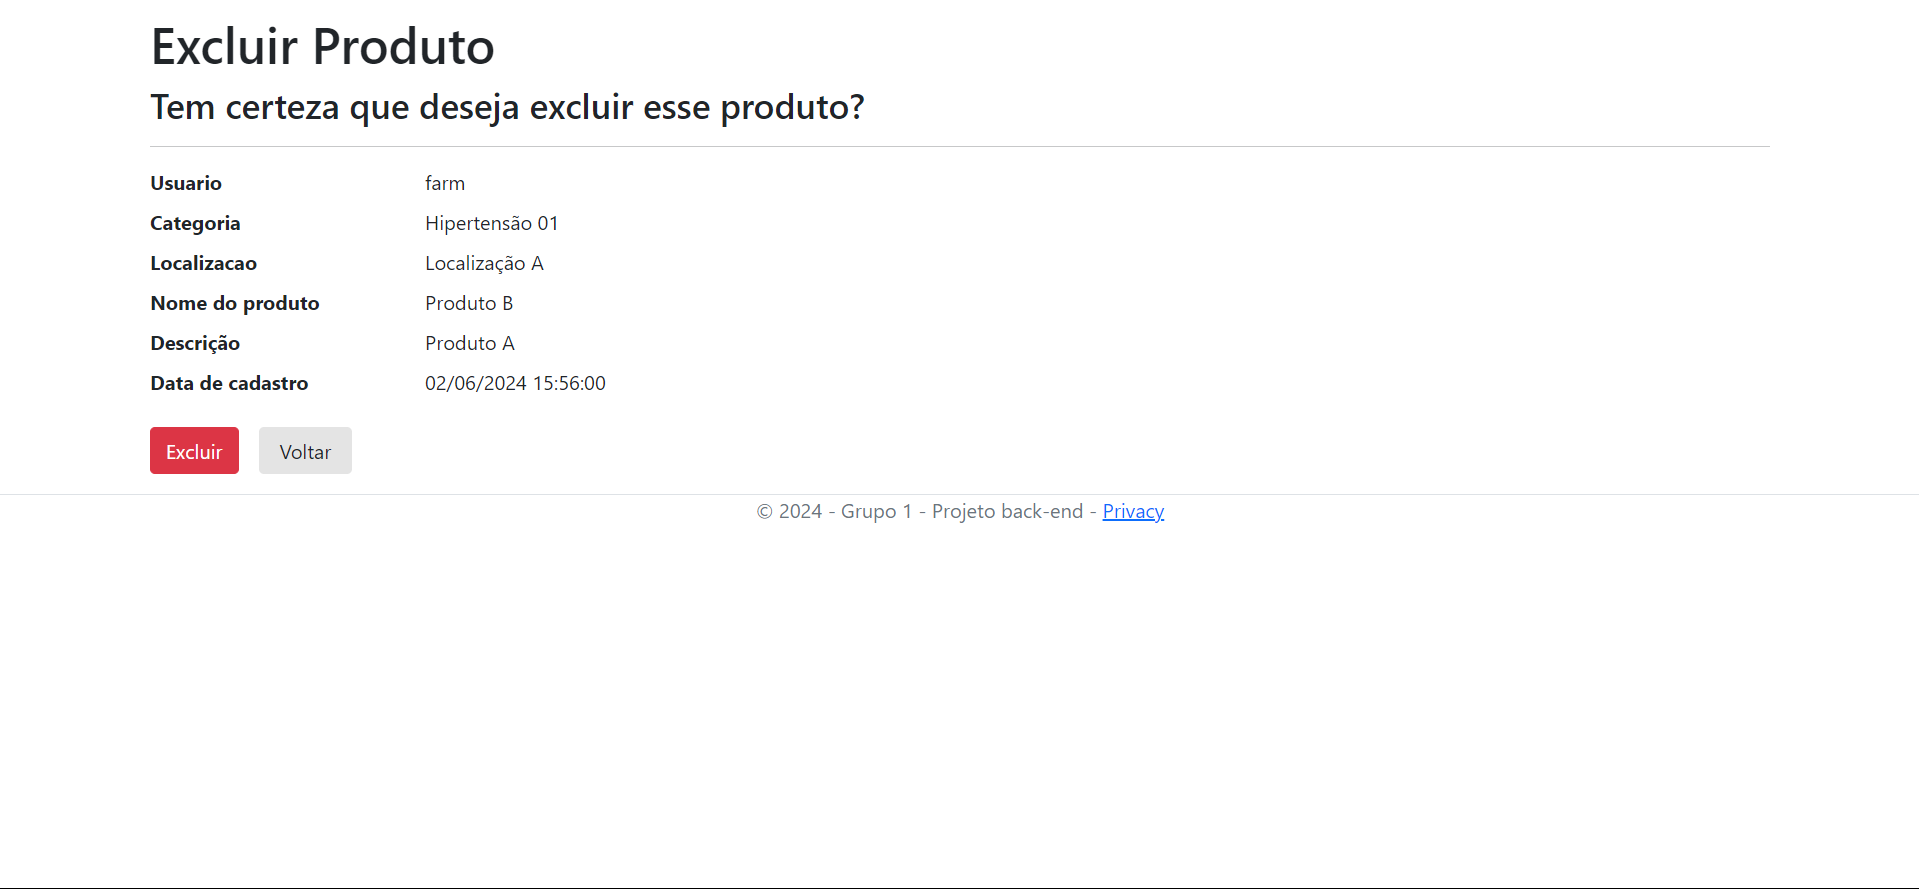 Excluir Produto
Tem certeza que deseja excluir esse produto?
Usuario farm
Categoria Hipertensão 01
Localizacao Localização A
Nome do produto Produto B
Descrição Produto A
Data de cadastro 02/06/2024 15:56:00
Excluir Voltar
© 2024 - Grupo 1 - Projeto back-end - Privacy